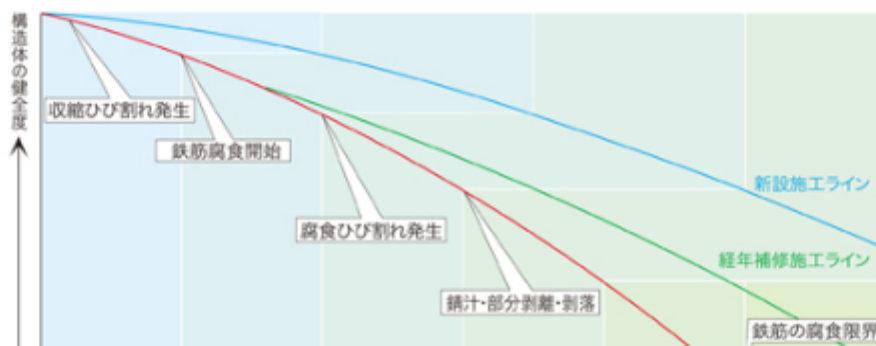 構造体の健全度
収縮ひび割れ発生
鉄筋腐食開始
新設施工ライン
腐食ひび割れ発生
経年補修施工ライン
錆汁・部分剥離・剥落
鉄筋の腐食限界